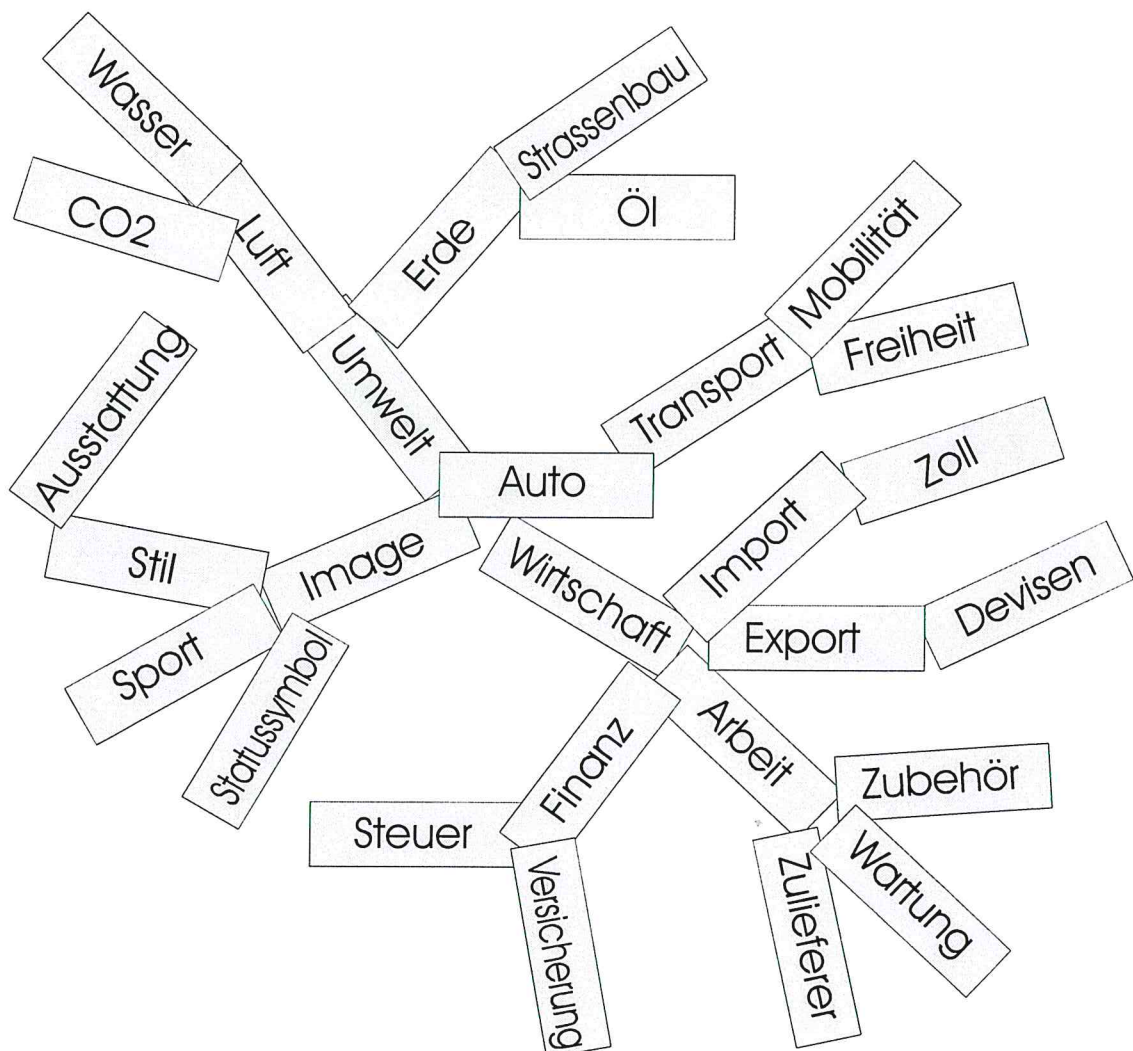 Wasser
Strassenbau
CO2
Luft
Erde
Öl
Mobilität
Ausstattung
Umwelt
Transport
Freiheit
Auto
Zoll
Stil
Image
Wirtschaft
Import
Devisen
Sport
Export
Statussymbol
Finanz
Arbeit
Zubehör
Steuer
Versicherung
Zulieferer
Wartung